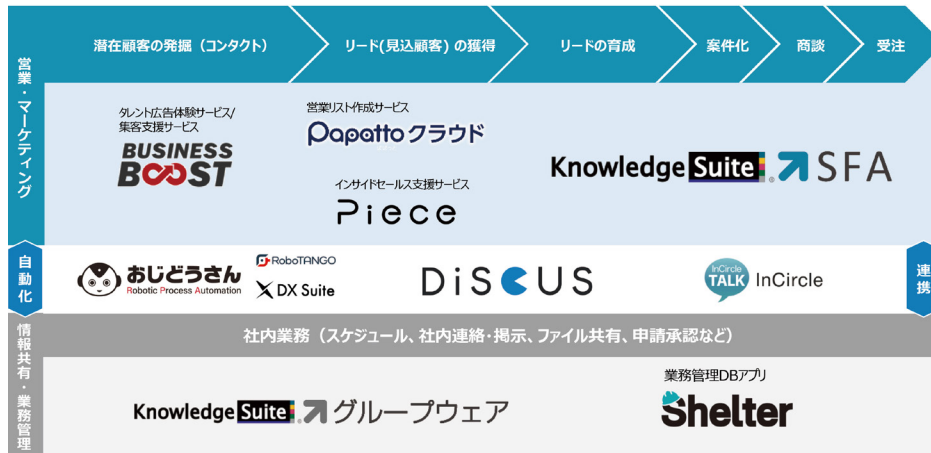 潜在顧客の発掘（コンタクト）
リード(見込顧客) の獲得
リードの育成
案件化
商談
受注
営業・マーケティング
タレント広告体験サービス/
集客支援サービス
BUSINESS
BOOST
営業リスト作成サービス
Papattoクラウド
インサイドセールス支援サービス
Piece
Knowledge Suite SFA
自動化
おじどうさん
Robotic Process Automation
RoboTANGO
DX Suite
DiSCUS
InCircle
TALK
InCircle
連携
情報共有・業務管理
社内業務（スケジュール、社内連絡・掲示、ファイル共有、申請承認など）
Knowledge Suite グループウェア
業務管理DBアプリ
Shelter